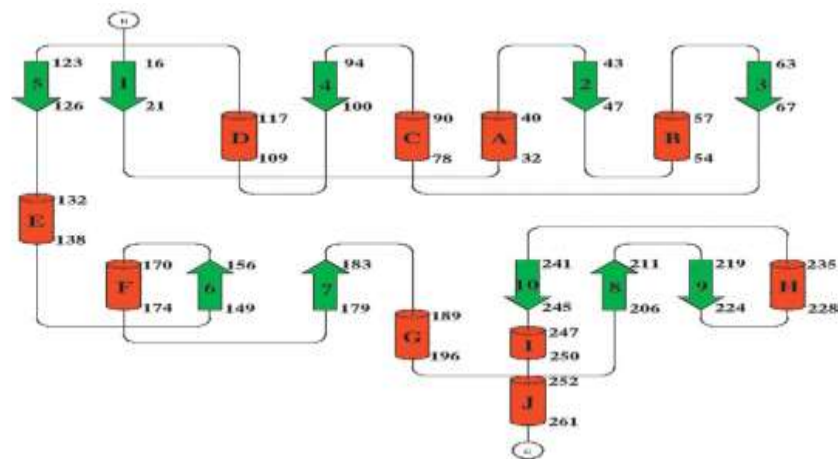 N
123 16 94 43 63
5 1 4 2 3
126 21 100 47 67
117 90 40 57
D C A B
109 78 32 54
132
E
138
170 156 183 241 211 219 235
F 6 7 10 8 9 H
174 149 179 245 206 224 228
189 247
G I
196 250
252
J
261